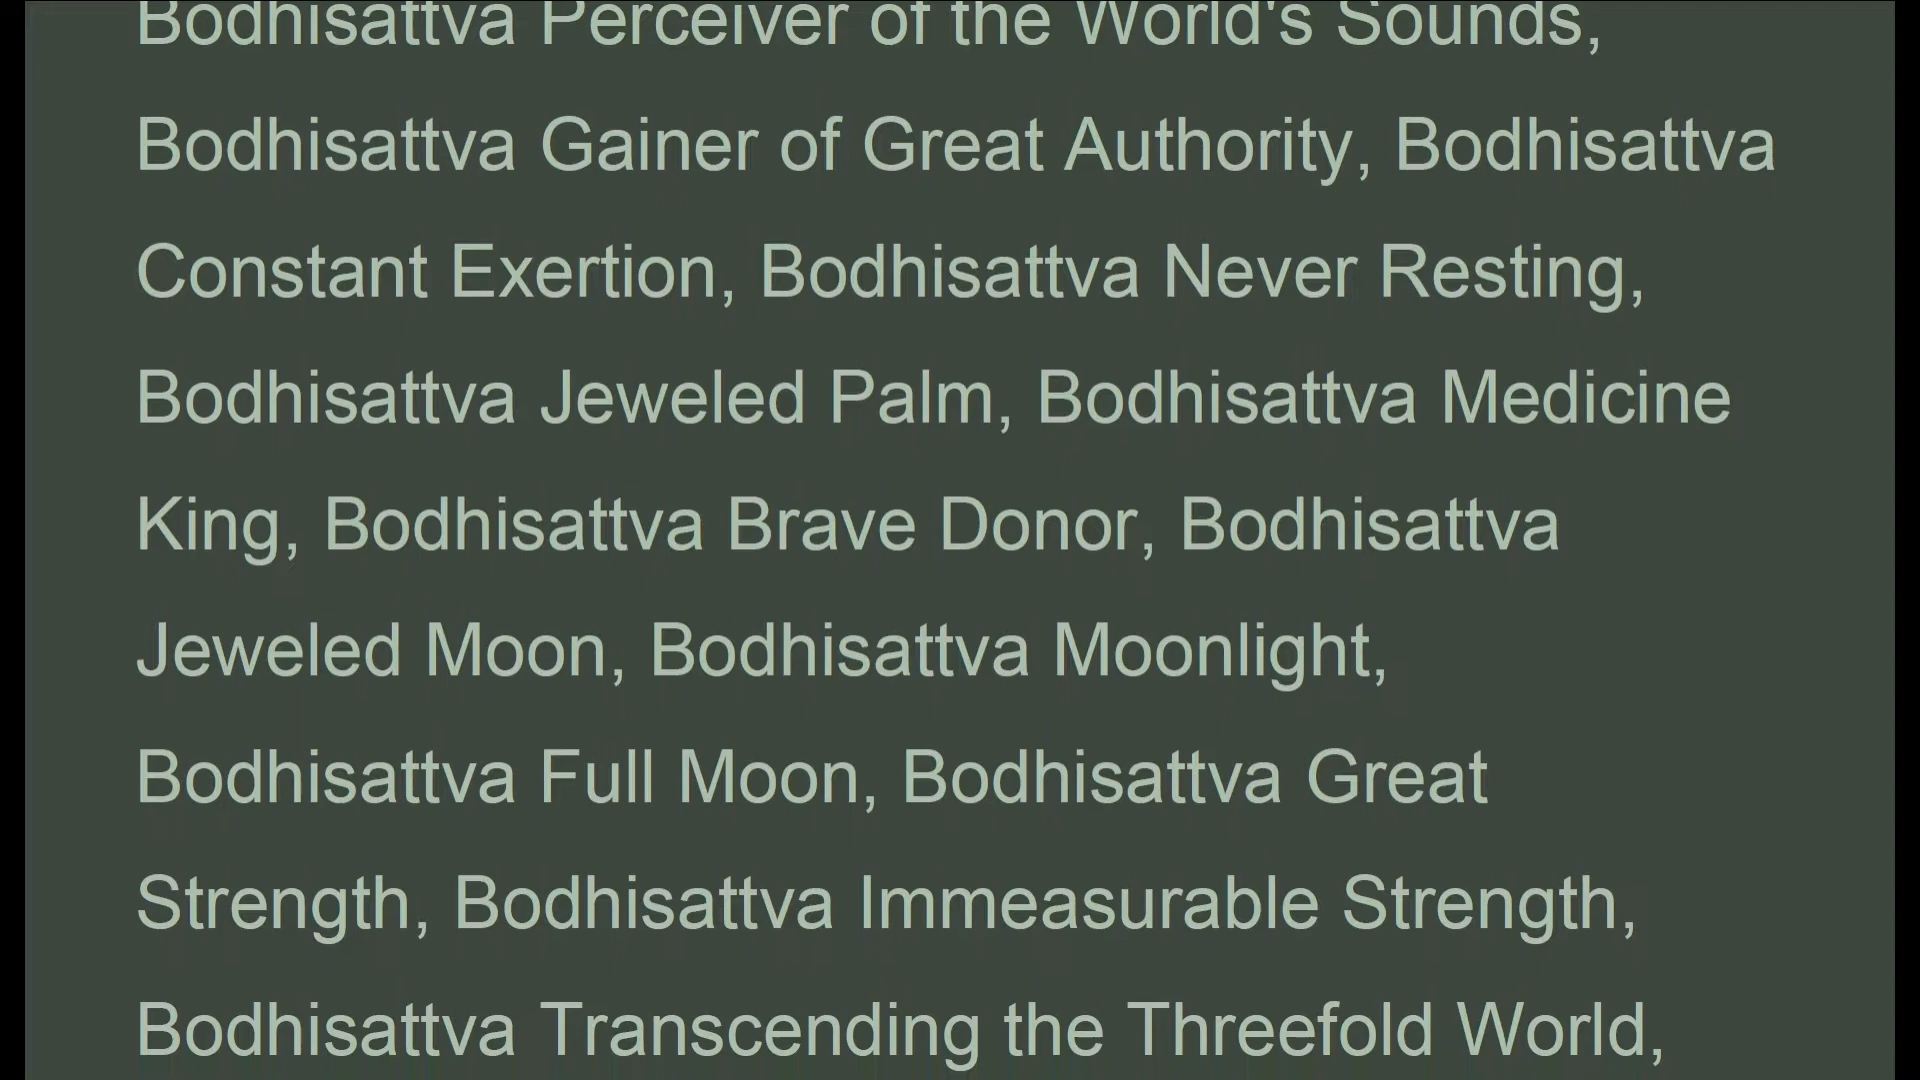 Bodhisattva Perceiver of the World's Sounds,
Bodhisattva Gainer of Great Authority, Bodhisattva
Constant Exertion, Bodhisattva Never Resting,
Bodhisattva Jeweled Palm, Bodhisattva Medicine
King, Bodhisattva Brave Donor, Bodhisattva
Jeweled Moon, Bodhisattva Moonlight,
Bodhisattva Full Moon, Bodhisattva Great
Strength, Bodhisattva Immeasurable Strength,
Bodhisattva Transcending the Threefold World,